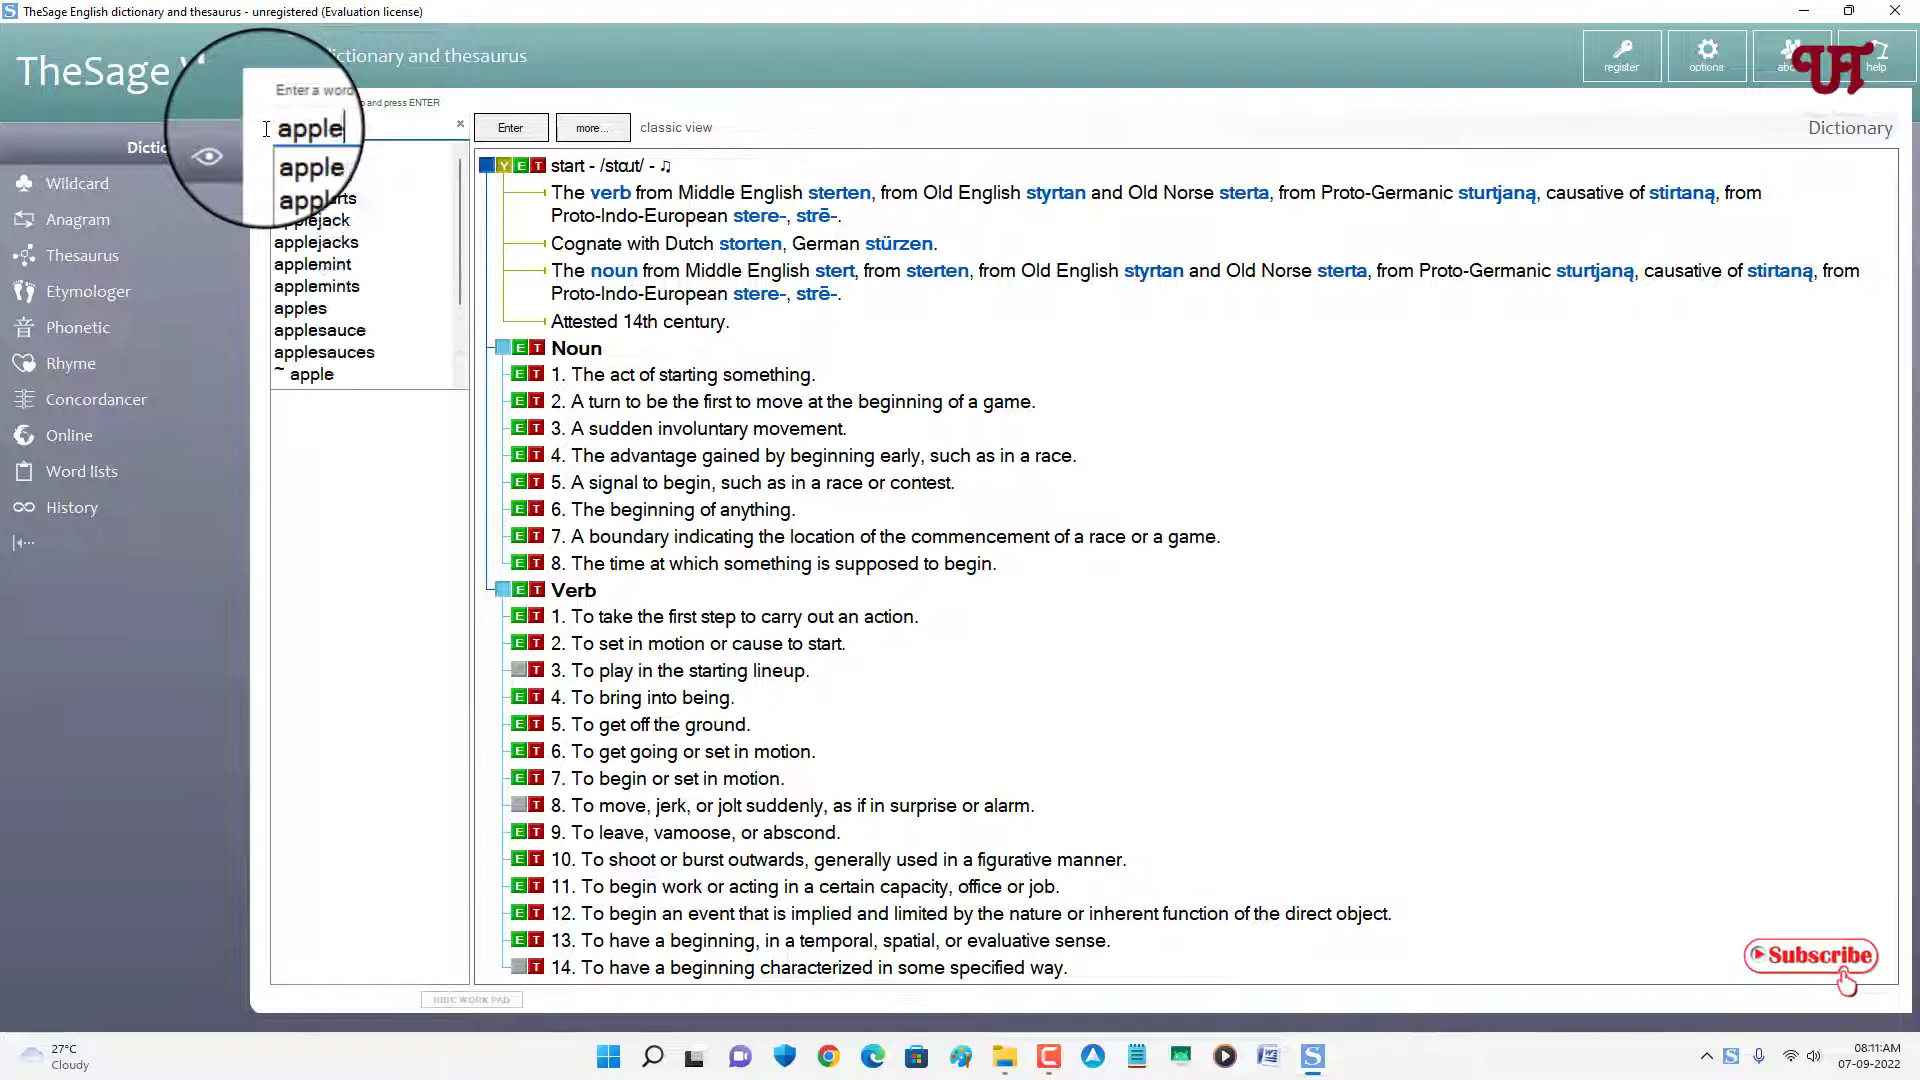 TheSage English dictionary and thesaurus - unregistered (Evaluation license)
TheSage
dictionary and thesaurus
register
options
help
Enter a word
and press ENTER
apple
Enter
more...
classic view
Dictionary
Wildcard
Anagram
Thesaurus
Etymologer
Phonetic
Rhyme
Concordancer
Online
Word lists
History
apple
applejack
applejacks
applemint
applemints
apples
applesauce
applesauces
~ apple
Y E T start - /stɑɪt/ - ♫
The verb from Middle English sterten, from Old English styrtan and Old Norse sterta, from Proto-Germanic sturtjaną, causative of stirtaną, from
Proto-Indo-European stere-, strē-.
Cognate with Dutch storten, German stürzen.
The noun from Middle English stert, from sterten, from Old English styrtan and Old Norse sterta, from Proto-Germanic sturtjaną, causative of stirtaną, from
Proto-Indo-European stere-, strē-.
Attested 14th century.
E T Noun
E T 1. The act of starting something.
E T 2. A turn to be the first to move at the beginning of a game.
E T 3. A sudden involuntary movement.
E T 4. The advantage gained by beginning early, such as in a race.
E T 5. A signal to begin, such as in a race or contest.
E T 6. The beginning of anything.
E T 7. A boundary indicating the location of the commencement of a race or a game.
E T 8. The time at which something is supposed to begin.
E T Verb
E T 1. To take the first step to carry out an action.
E T 2. To set in motion or cause to start.
T 3. To play in the starting lineup.
E T 4. To bring into being.
E T 5. To get off the ground.
E T 6. To get going or set in motion.
E T 7. To begin or set in motion.
T 8. To move, jerk, or jolt suddenly, as if in surprise or alarm.
E T 9. To leave, vamoose, or abscond.
E T 10. To shoot or burst outwards, generally used in a figurative manner.
E T 11. To begin work or acting in a certain capacity, office or job.
E T 12. To begin an event that is implied and limited by the nature or inherent function of the direct object.
E T 13. To have a beginning, in a temporal, spatial, or evaluative sense.
T 14. To have a beginning characterized in some specified way.
HIDE WORK PAD
Subscribe
27°C
Cloudy
08:11:AM
07-09-2022